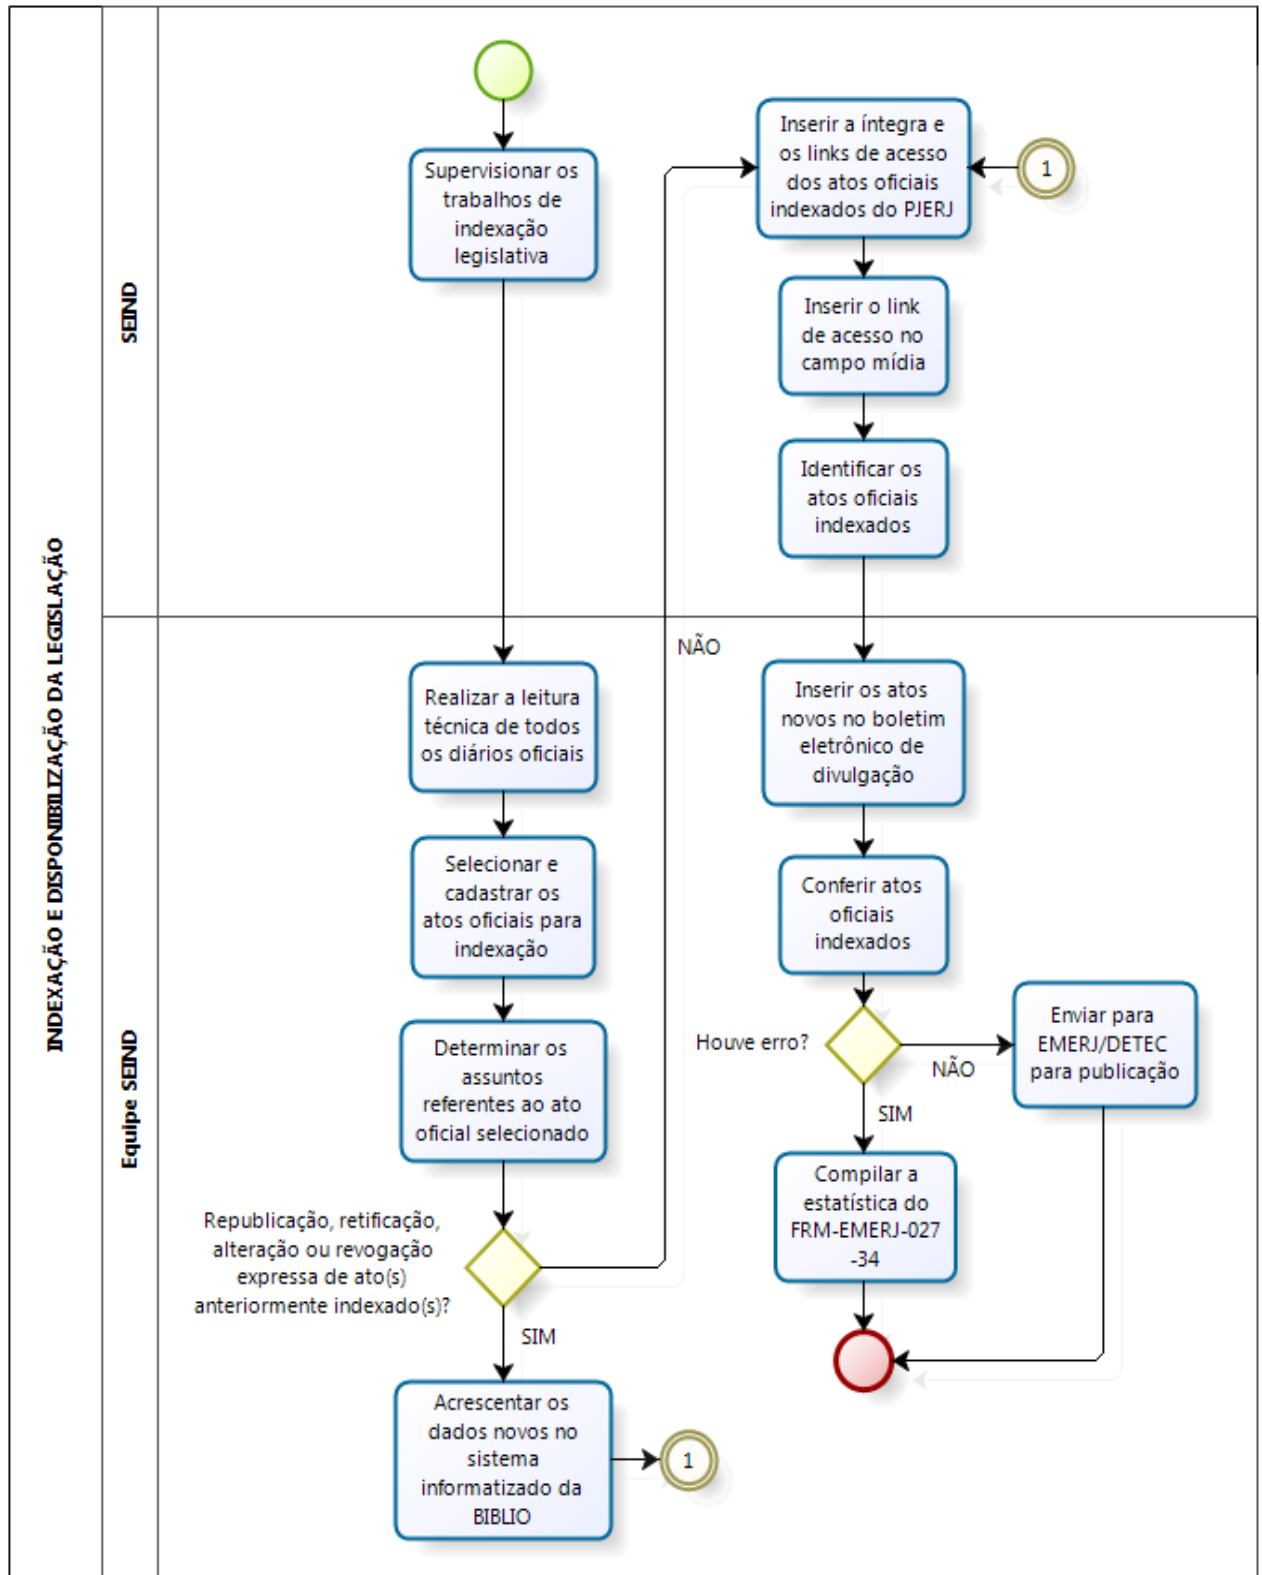 INDEXAÇÃO E DISPONIBILIZAÇÃO DA LEGISLAÇÃO
SEIND
Supervisionar os
trabalhos de
indexação
legislativa
Inserir a íntegra e
os links de acesso
dos atos oficiais
indexados do PJERJ
1
Inserir o link
de acesso no
campo mídia
Identificar os
atos oficiais
indexados
Equipe SEIND
Realizar a leitura
técnica de todos
os diários oficiais
Selecionar e
cadastrar os
atos oficiais para
indexação
Determinar os
assuntos
referentes ao ato
oficial selecionado
Republicação, retificação,
alteração ou revogação
expressa de ato(s)
anteriormente indexado(s)?
NÃO
SIM
Acrescentar os
dados novos no
sistema
informatizado da
BIBLIO
1
Inserir os atos
novos no boletim
eletrônico de
divulgação
Conferir atos
oficiais
indexados
Houve erro?
NÃO
Enviar para
EMERJ/DETEC
para publicação
SIM
Compilar a
estatística do
FRM-EMERJ-027
-34